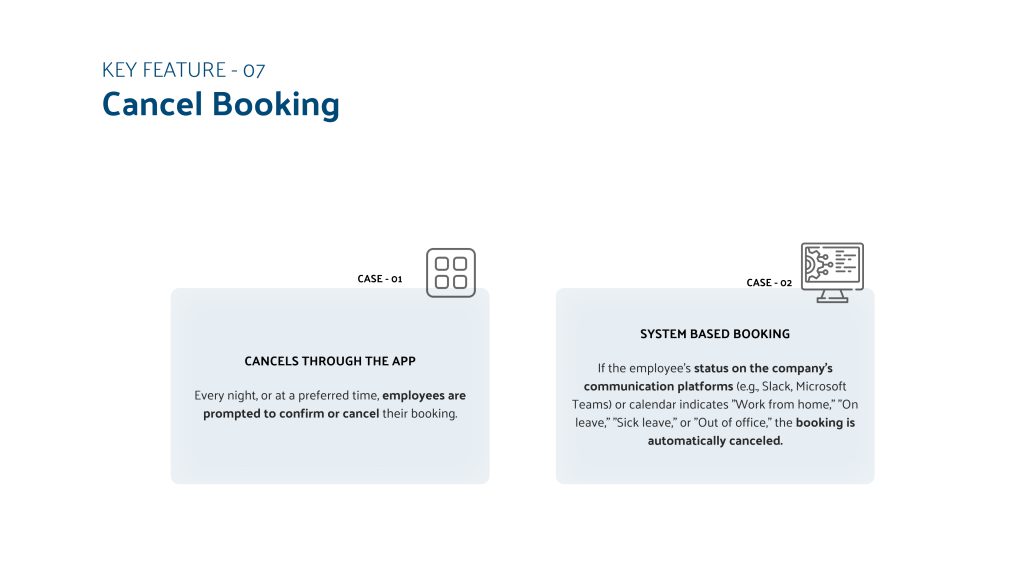 KEY FEATURE - 07
Cancel Booking
CASE - 01
CANCELS THROUGH THE APP
Every night, or at a preferred time, employees are
prompted to confirm or cancel their booking.
CASE - 02
SYSTEM BASED BOOKING
If the employee's status on the company's
communication platforms (e.g., Slack, Microsoft
Teams) or calendar indicates "Work from home," "On
leave," "Sick leave," or "Out of office," the booking is
automatically canceled.